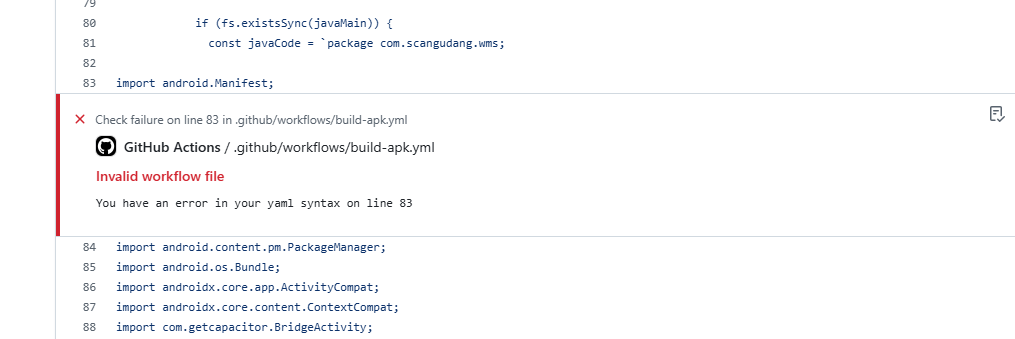 79
80 if (fs.existsSync(javaMain)) {
81 const javaCode = `package com.scangudang.wms;
82
83 import android.Manifest;
Check failure on line 83 in .github/workflows/build-apk.yml
GitHub Actions / .github/workflows/build-apk.yml
Invalid workflow file
You have an error in your yaml syntax on line 83
84 import android.content.pm.PackageManager;
85 import android.os.Bundle;
86 import androidx.core.app.ActivityCompat;
87 import androidx.core.content.ContextCompat;
88 import com.getcapacitor.BridgeActivity;